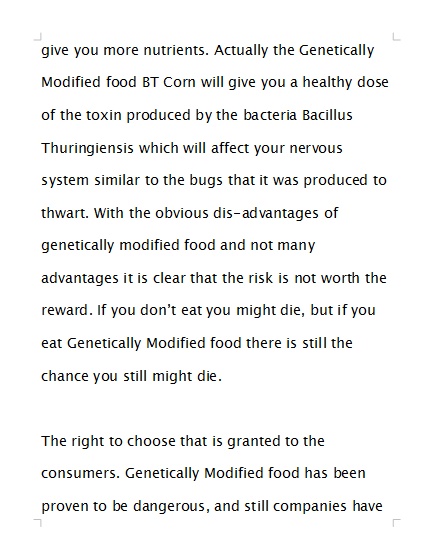 give you more nutrients. Actually the Genetically
Modified food BT Corn will give you a healthy dose
of the toxin produced by the bacteria Bacillus
Thuringiensis which will affect your nervous
system similar to the bugs that it was produced to
thwart. With the obvious dis-advantages of
genetically modified food and not many
advantages it is clear that the risk is not worth the
reward. If you don't eat you might die, but if you
eat Genetically Modified food there is still the
chance you still might die.

The right to choose that is granted to the
consumers. Genetically Modified food has been
proven to be dangerous, and still companies have